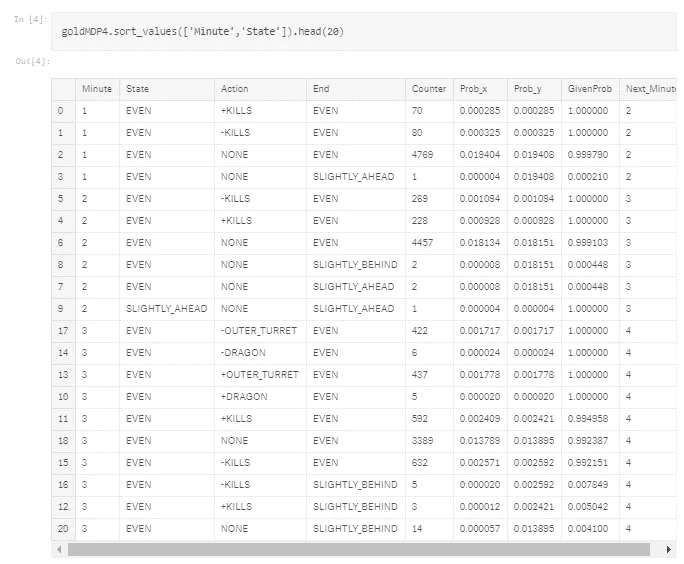 In [4]:
goldMDP4.sort_values(['Minute','State']).head(20)
Out[4]:
Minute State Action End Counter Prob_x Prob_y GivenProb Next_Minute
0 1 EVEN +KILLS EVEN 70 0.000285 0.000285 1.000000 2
1 1 EVEN -KILLS EVEN 80 0.000325 0.000325 1.000000 2
2 1 EVEN NONE EVEN 4769 0.019404 0.019408 0.999790 2
3 1 EVEN NONE SLIGHTLY_AHEAD 1 0.000004 0.019408 0.000210 2
5 2 EVEN -KILLS EVEN 269 0.001094 0.001094 1.000000 3
4 2 EVEN +KILLS EVEN 228 0.000928 0.000928 1.000000 3
6 2 EVEN NONE EVEN 4457 0.018134 0.018151 0.999103 3
8 2 EVEN NONE SLIGHTLY_BEHIND 2 0.000008 0.018151 0.000448 3
7 2 EVEN NONE SLIGHTLY_AHEAD 2 0.000008 0.018151 0.000448 3
9 2 SLIGHTLY_AHEAD NONE SLIGHTLY_AHEAD 1 0.000004 0.000004 1.000000 3
17 3 EVEN -OUTER_TURRET EVEN 422 0.001717 0.001717 1.000000 4
14 3 EVEN -DRAGON EVEN 6 0.000024 0.000024 1.000000 4
13 3 EVEN +OUTER_TURRET EVEN 437 0.001778 0.001778 1.000000 4
10 3 EVEN +DRAGON EVEN 5 0.000020 0.000020 1.000000 4
11 3 EVEN +KILLS EVEN 592 0.002409 0.002421 0.994958 4
18 3 EVEN NONE EVEN 3389 0.013789 0.013895 0.992387 4
15 3 EVEN -KILLS EVEN 632 0.002571 0.002592 0.992151 4
16 3 EVEN -KILLS SLIGHTLY_BEHIND 5 0.000020 0.002592 0.007849 4
12 3 EVEN +KILLS SLIGHTLY_BEHIND 3 0.000012 0.002421 0.005042 4
20 3 EVEN NONE SLIGHTLY_BEHIND 14 0.000057 0.013895 0.004100 4